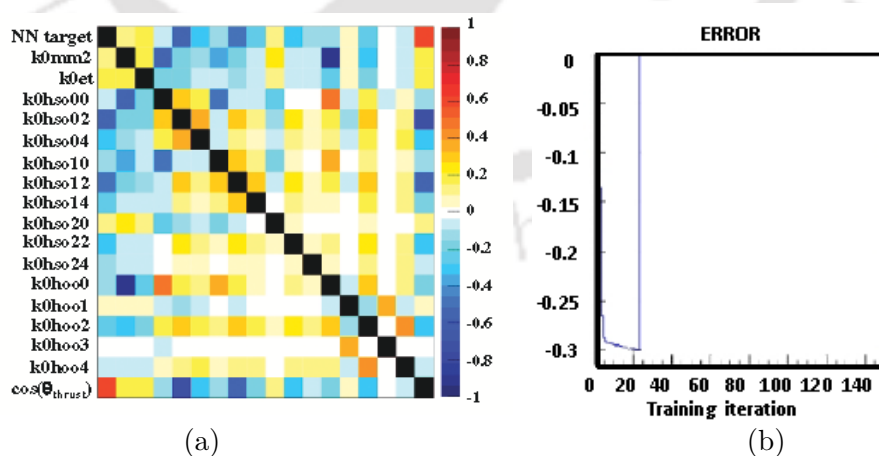 NN target
k0mm2
k0et
k0hso00
k0hso02
k0hso04
k0hso10
k0hso12
k0hso14
k0hso20
k0hso22
k0hso24
k0hoo0
k0hoo1
k0hoo2
k0hoo3
k0hoo4
cos(θthrust)
1
0.8
0.6
0.4
0.2
0
-0.2
-0.4
-0.6
-0.8
-1
(a)
ERROR
0
-0.05
-0.1
-0.15
-0.2
-0.25
-0.3
0 20 40 60 80 100 120 140
Training iteration
(b)